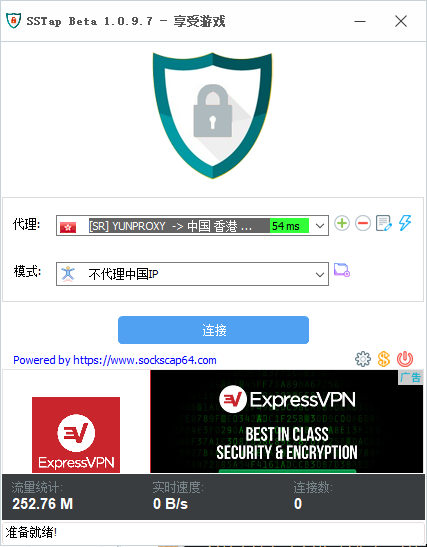 SSTap Beta 1.0.9.7 - 享受游戏
代理:
[SR] YUNPROXY -> 中国 香港 ... 54 ms
模式:
不代理中国IP
连接
Powered by https://www.sockscap64.com
广告
ExpressVPN
ExpressVPN
BEST IN CLASS
SECURITY & ENCRYPTION
流量统计: 实时速度: 连接数:
252.76 M 0 B/s 0
准备就绪!